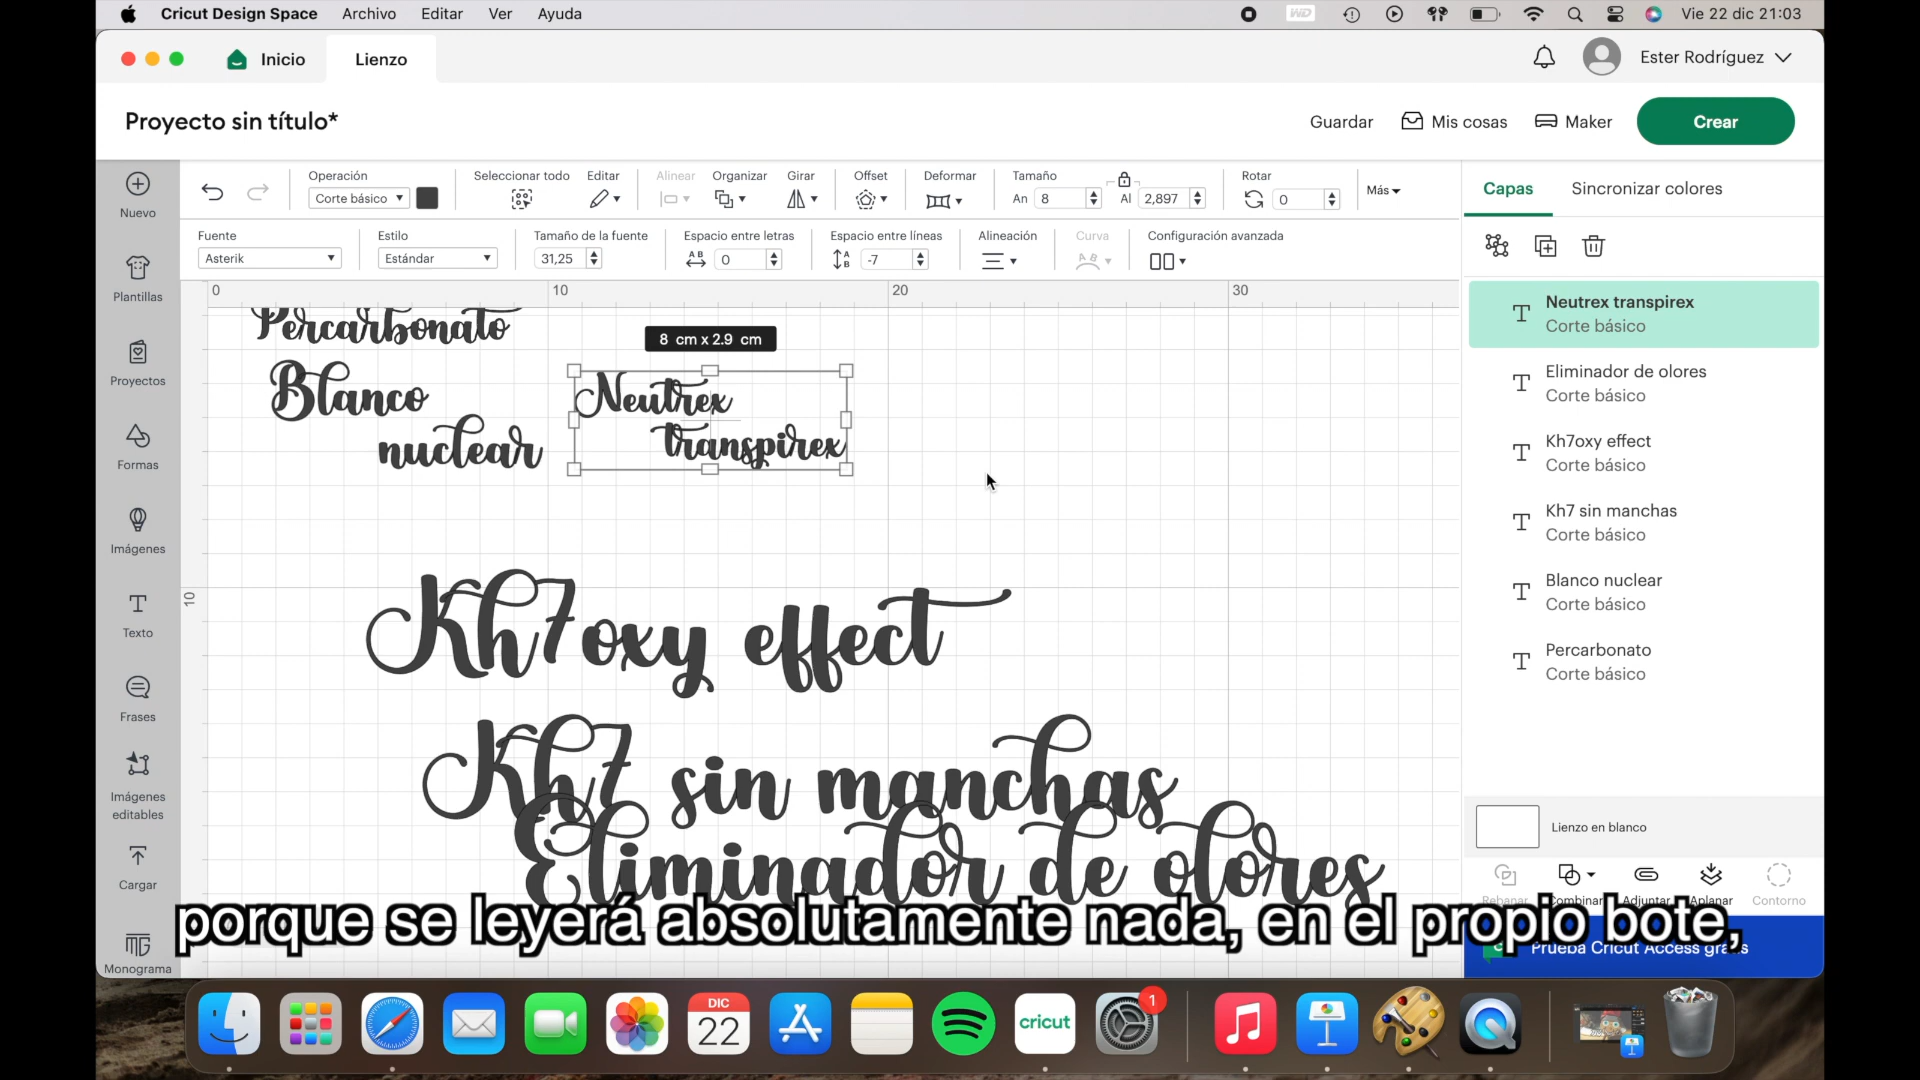 Cricut Design Space Archivo Editar Ver Ayuda WD Vie 22 dic 21:03
Inicio Lienzo Ester Rodríguez
Proyecto sin título* Guardar Mis cosas Maker Crear
Operación Seleccionar todo Editar Alinear Organizar Girar Offset Deformar Tamaño Rotar
Corte básico An 8 Al 2,897 0 Más
Capas Sincronizar colores
Fuente Estilo Tamaño de la fuente Espacio entre letras Espacio entre líneas Alineación Curva Configuración avanzada
Asterik Estándar 31,25 0 -7
Nuevo
Plantillas
Proyectos
Formas
Imágenes
Texto
Frases
Imágenes
editables
Cargar
Monograma
0 10 20 30
10
Percarbonato
8 cm x 2.9 cm
Blanco
nuclear
Neutrex
transpirex
Kh7oxy effect
Kh7 sin manchas
Eliminador de olores
Neutrex transpirex
Corte básico
Eliminador de olores
Corte básico
Kh7oxy effect
Corte básico
Kh7 sin manchas
Corte básico
Blanco nuclear
Corte básico
Percarbonato
Corte básico
Lienzo en blanco
Rebanar Combinar Adjuntar Aplanar Contorno
Prueba Cricut Access gratis
porque se leyerá absolutamente nada, en el propio bote,
DIC
22
cricut
1